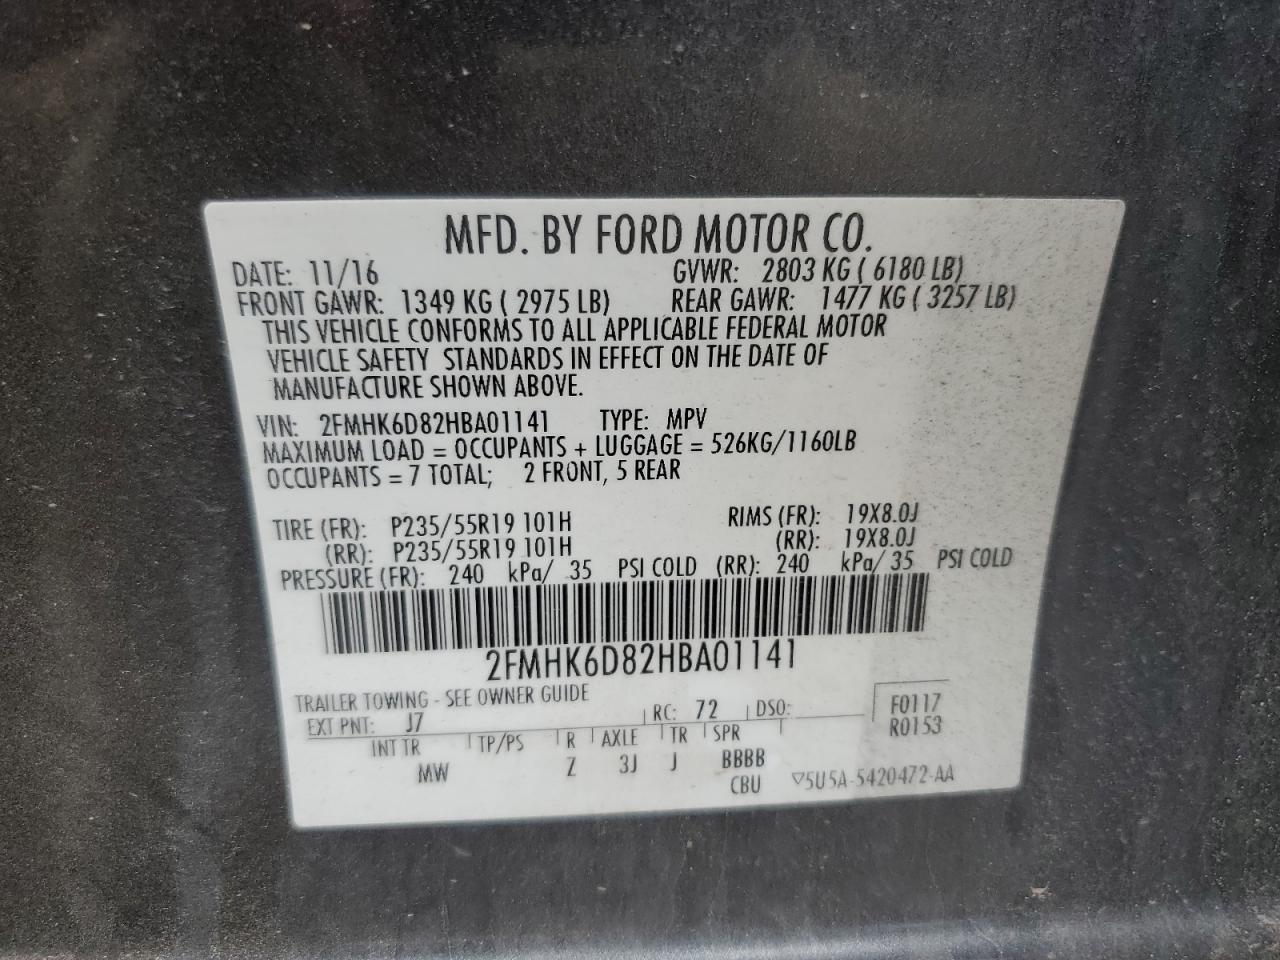 MFD. BY FORD MOTOR CO.
DATE: 11/16 GVWR: 2803 KG ( 6180 LB)
FRONT GAWR: 1349 KG ( 2975 LB) REAR GAWR: 1477 KG ( 3257 LB)
THIS VEHICLE CONFORMS TO ALL APPLICABLE FEDERAL MOTOR
VEHICLE SAFETY STANDARDS IN EFFECT ON THE DATE OF
MANUFACTURE SHOWN ABOVE.
VIN: 2FMHK6D82HBA01141 TYPE: MPV
MAXIMUM LOAD = OCCUPANTS + LUGGAGE = 526KG/1160LB
OCCUPANTS = 7 TOTAL; 2 FRONT, 5 REAR
TIRE (FR): P235/55R19 101H RIMS (FR): 19X8.0J
(RR): P235/55R19 101H (RR): 19X8.0J
PRESSURE (FR): 240 kPa/ 35 PSI COLD (RR): 240 kPa/ 35 PSI COLD
2FMHK6D82HBA01141
TRAILER TOWING - SEE OWNER GUIDE
EXT PNT: J7 RC: 72 DSO: F0117
R0153
INT TR TP/PS R AXLE TR SPR
MW Z 3J J BBBB
CBU ▽5U5A-5420472-AA